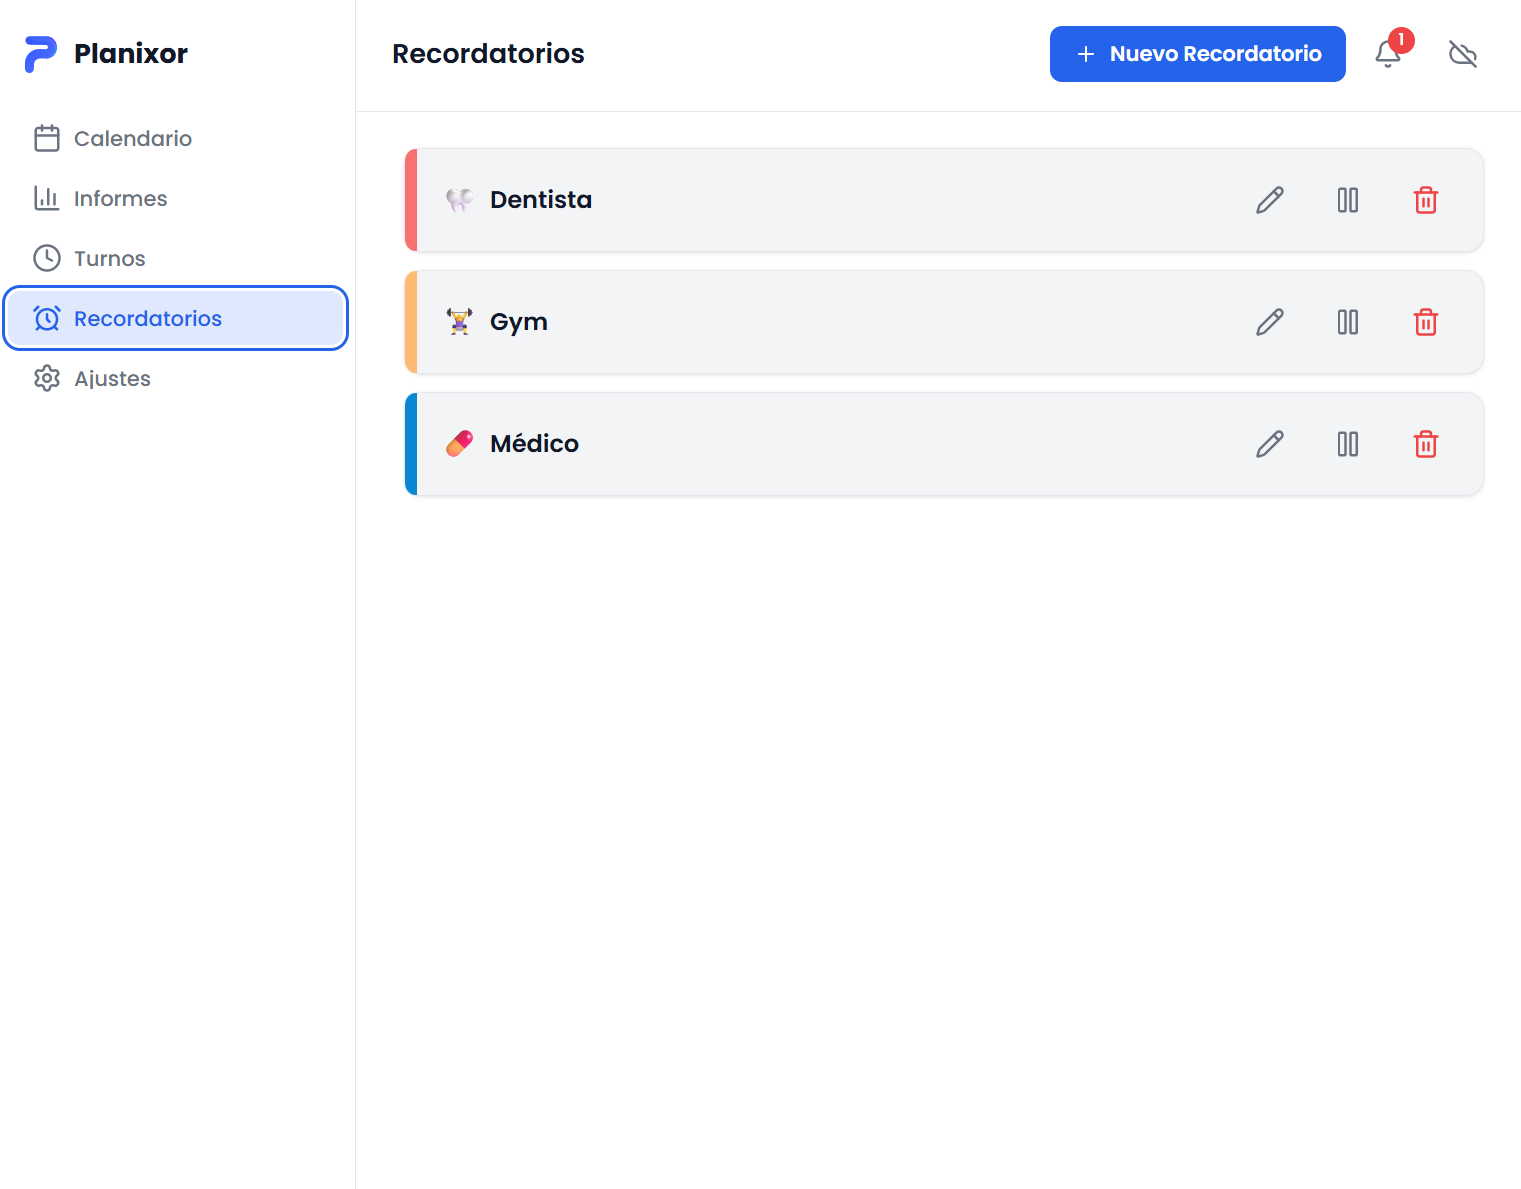 Planixor
Calendario
Informes
Turnos
Recordatorios
Ajustes
Recordatorios
Nuevo Recordatorio
1
Dentista
Gym
Médico